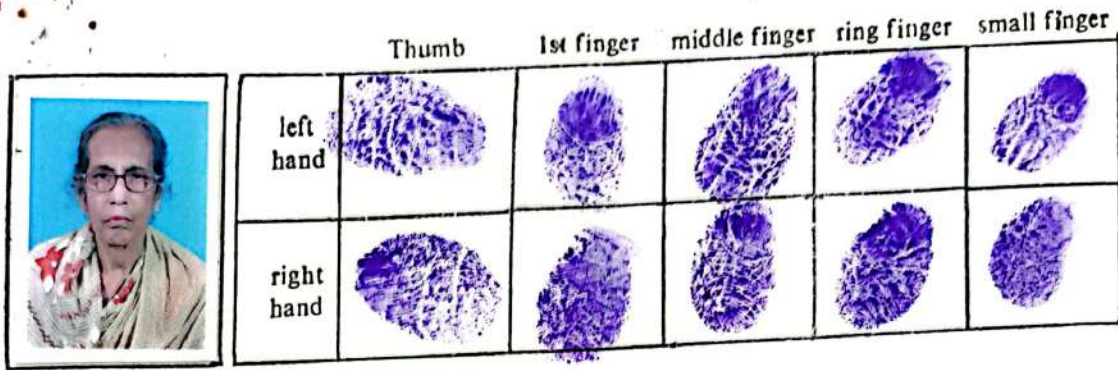 Thumb 1st finger middle finger ring finger small finger
left
hand
right
hand